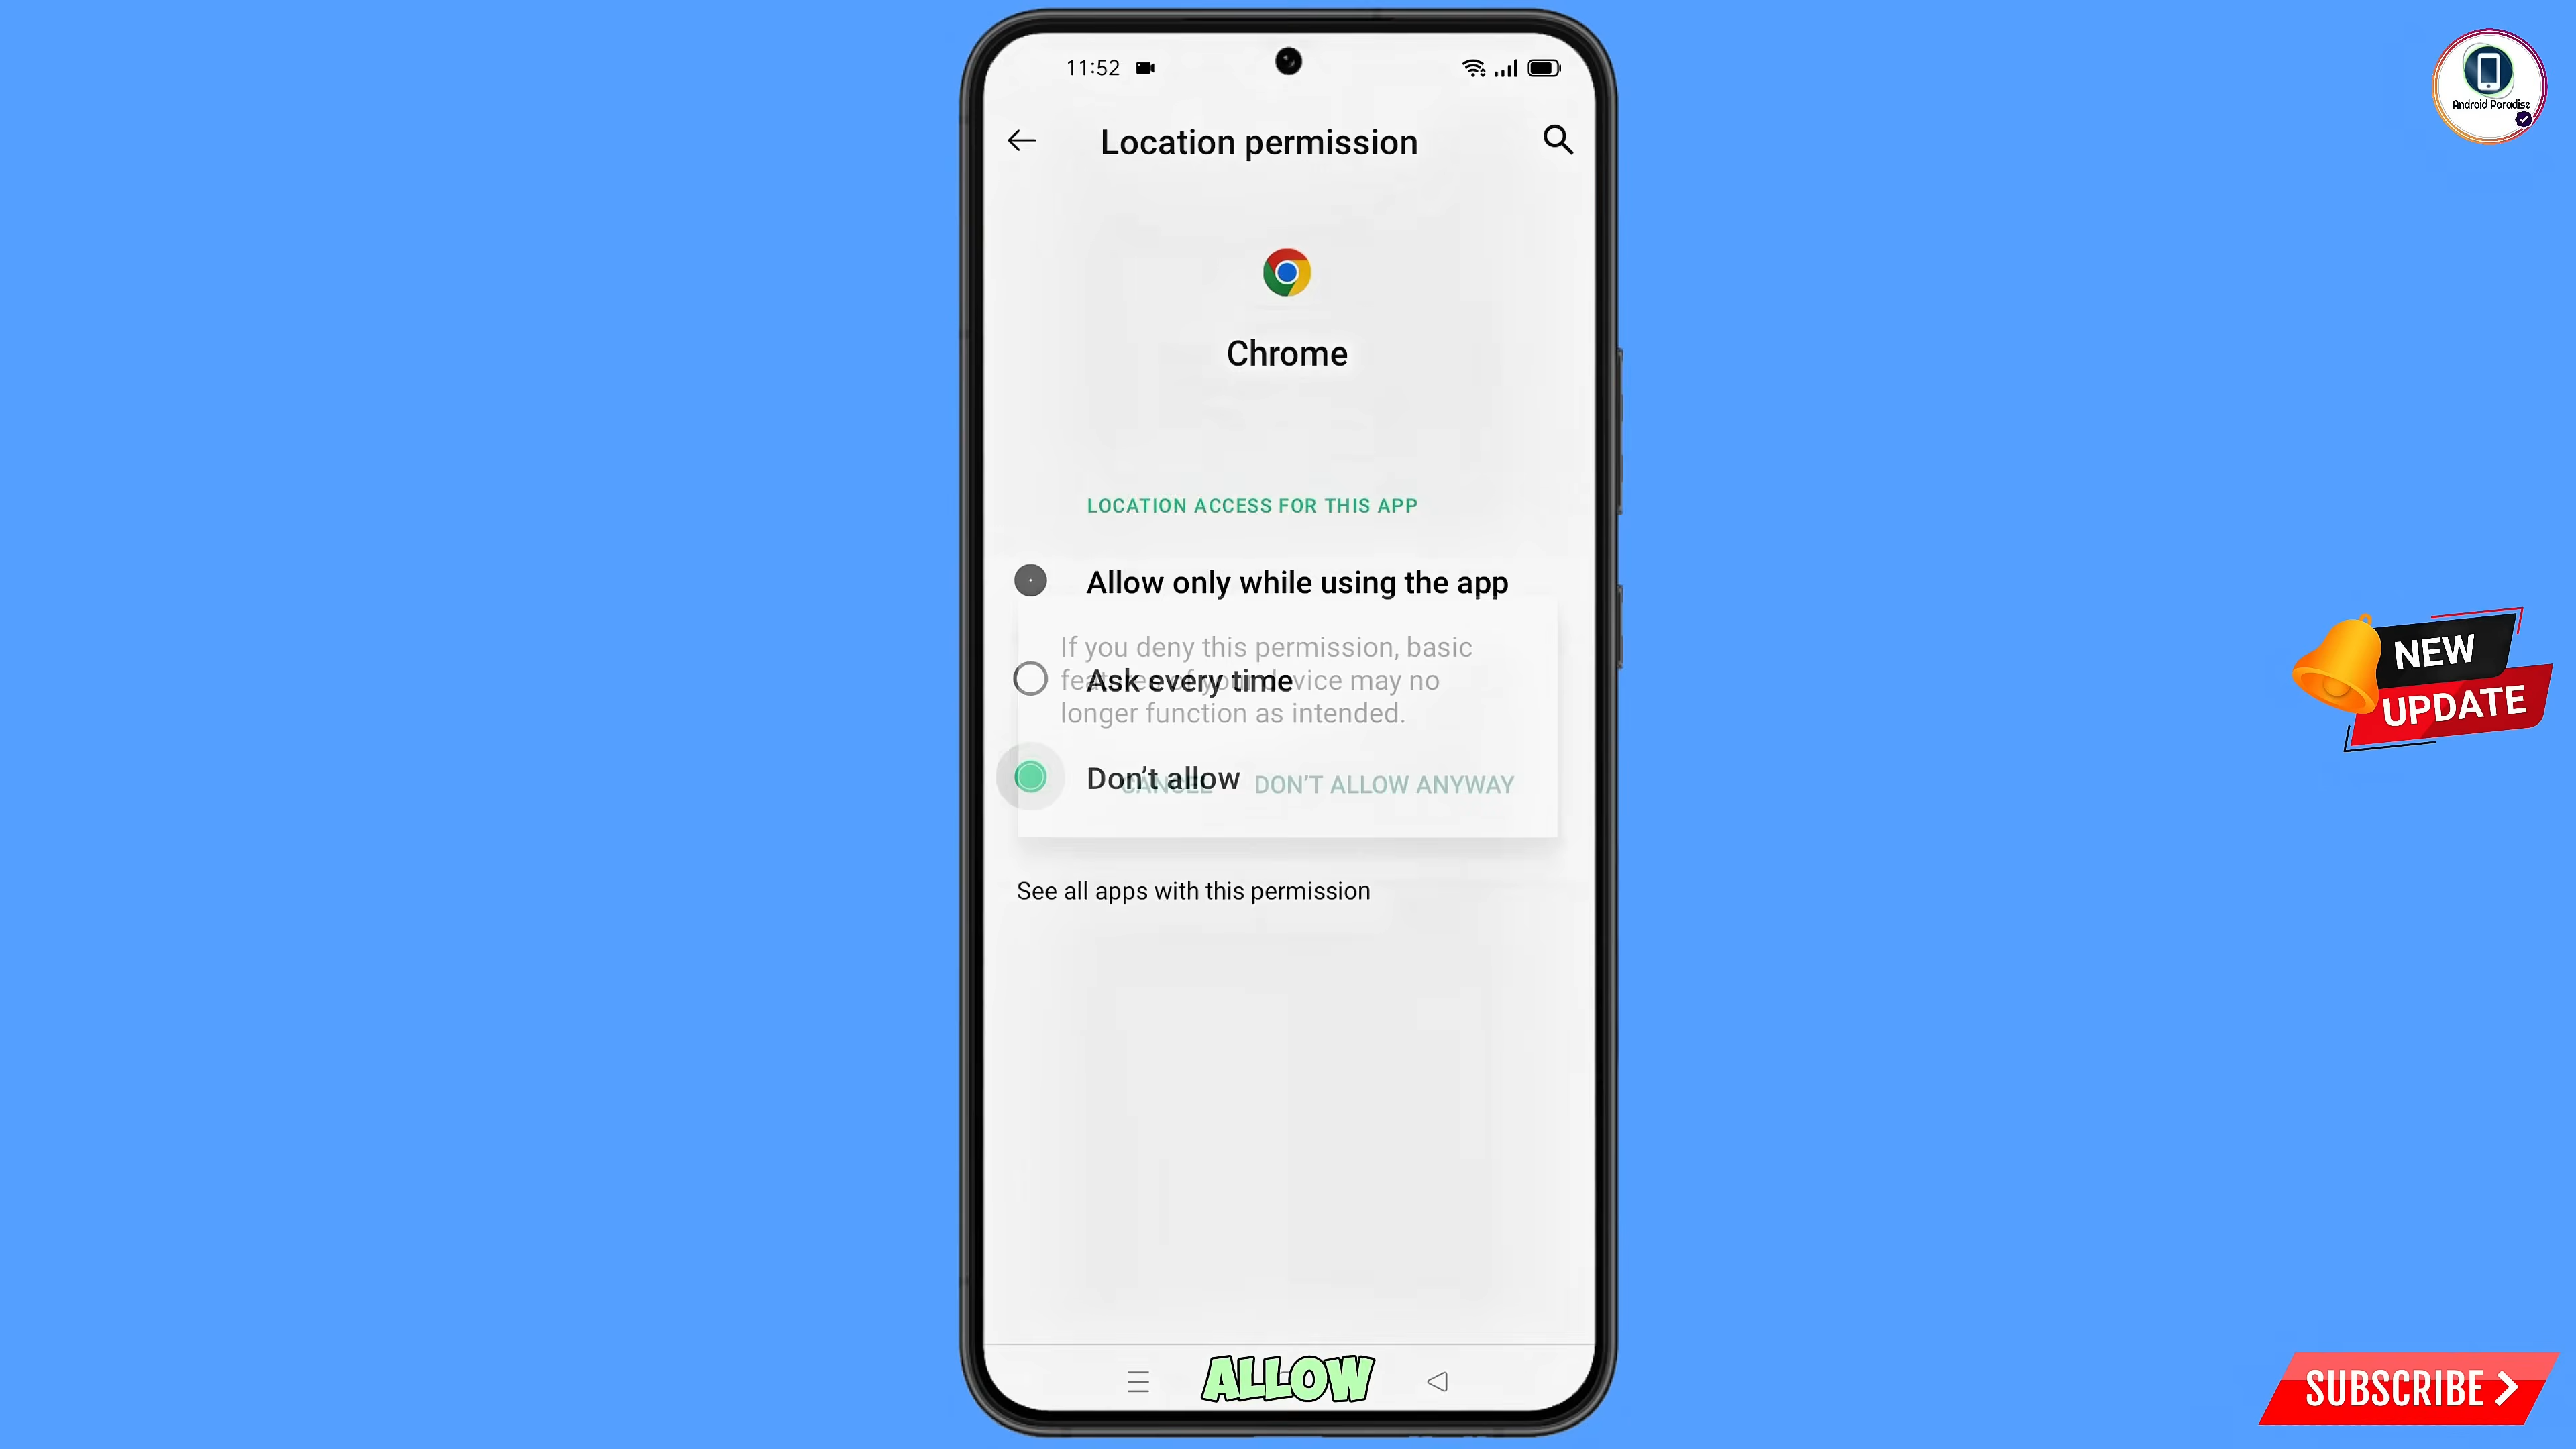 11:52
Android Paradise
Location permission
Chrome
LOCATION ACCESS FOR THIS APP
Allow only while using the app
If you deny this permission, basic
features of your device may no
longer function as intended.
Ask every time
Don't allow
CANCEL DON'T ALLOW ANYWAY
See all apps with this permission
NEW
UPDATE
ALLOW
SUBSCRIBE